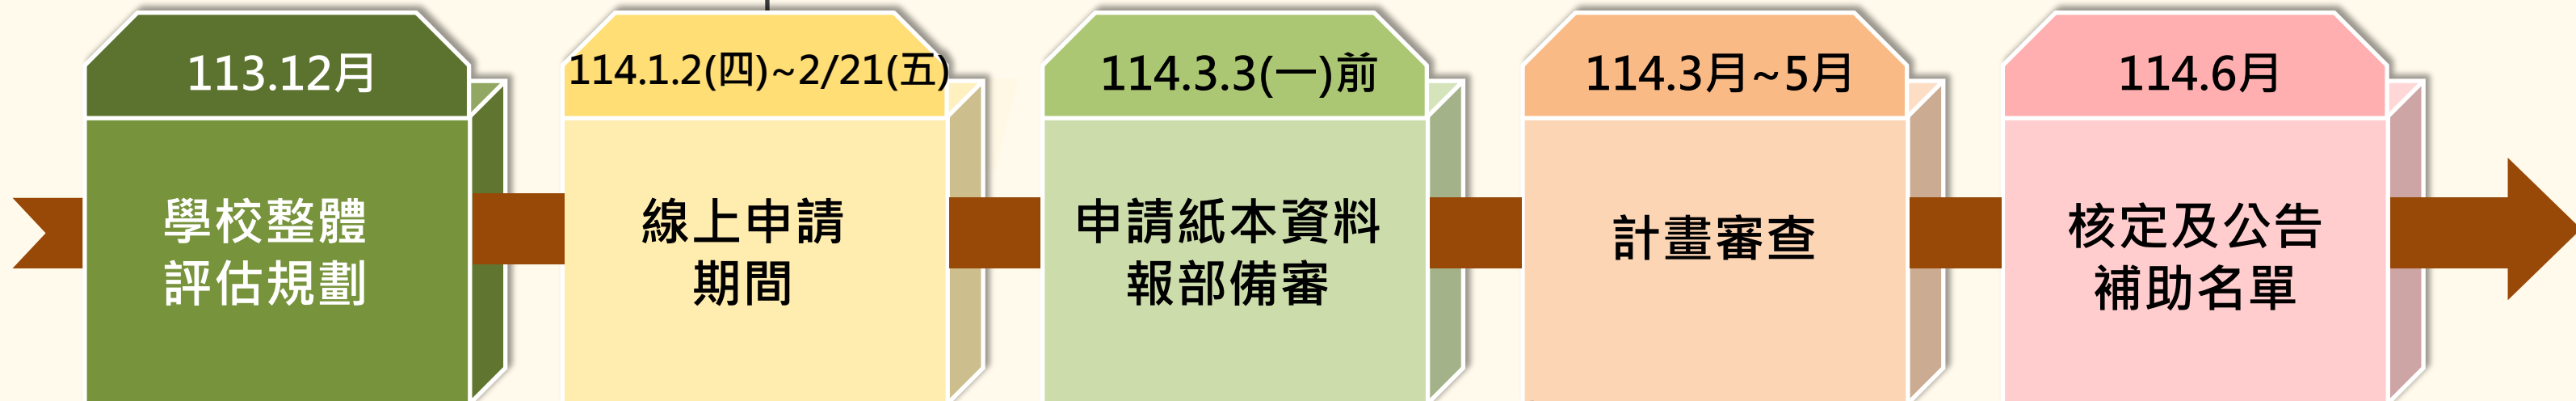 113.12月
學校整體
評估規劃
114.1.2(四)~2/21(五)
線上申請
期間
114.3.3(一)前
申請紙本資料
報部備審
114.3月~5月
計畫審查
114.6月
核定及公告
補助名單